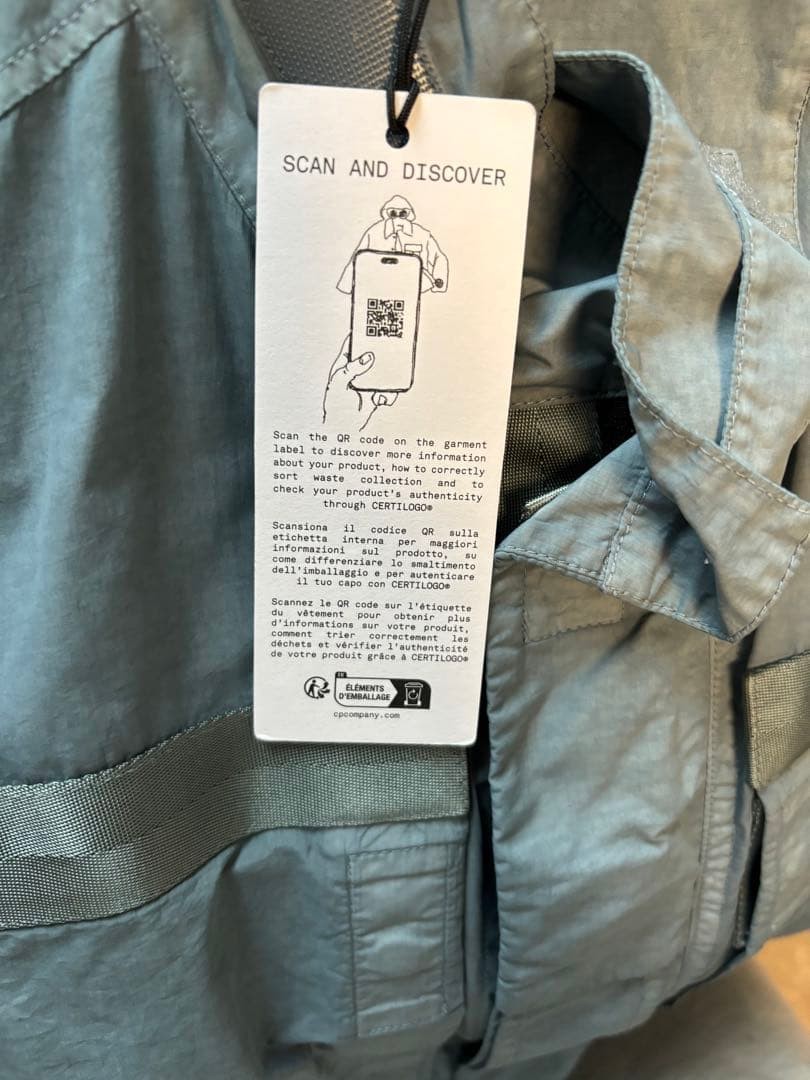 SCAN AND DISCOVER
Scan the QR code on the garment
label to discover more information
about your product, how to correctly
sort waste collection and to
check your product's authenticity
through CERTILOGO®
Scansiona il codice QR sulla
etichetta interna per maggiori
informazioni sul prodotto, su
come differenziare lo smaltimento
dell'imballaggio e per autenticare
il tuo capo con CERTILOGO®
Scannez le QR code sur l'étiquette
du vêtement pour obtenir plus
d'informations sur votre produit,
comment trier correctement les
déchets et vérifier l'authenticité
de votre produit grâce à CERTILOGO®
FR
ÉLÉMENTS
D'EMBALLAGE
cpcompany.com